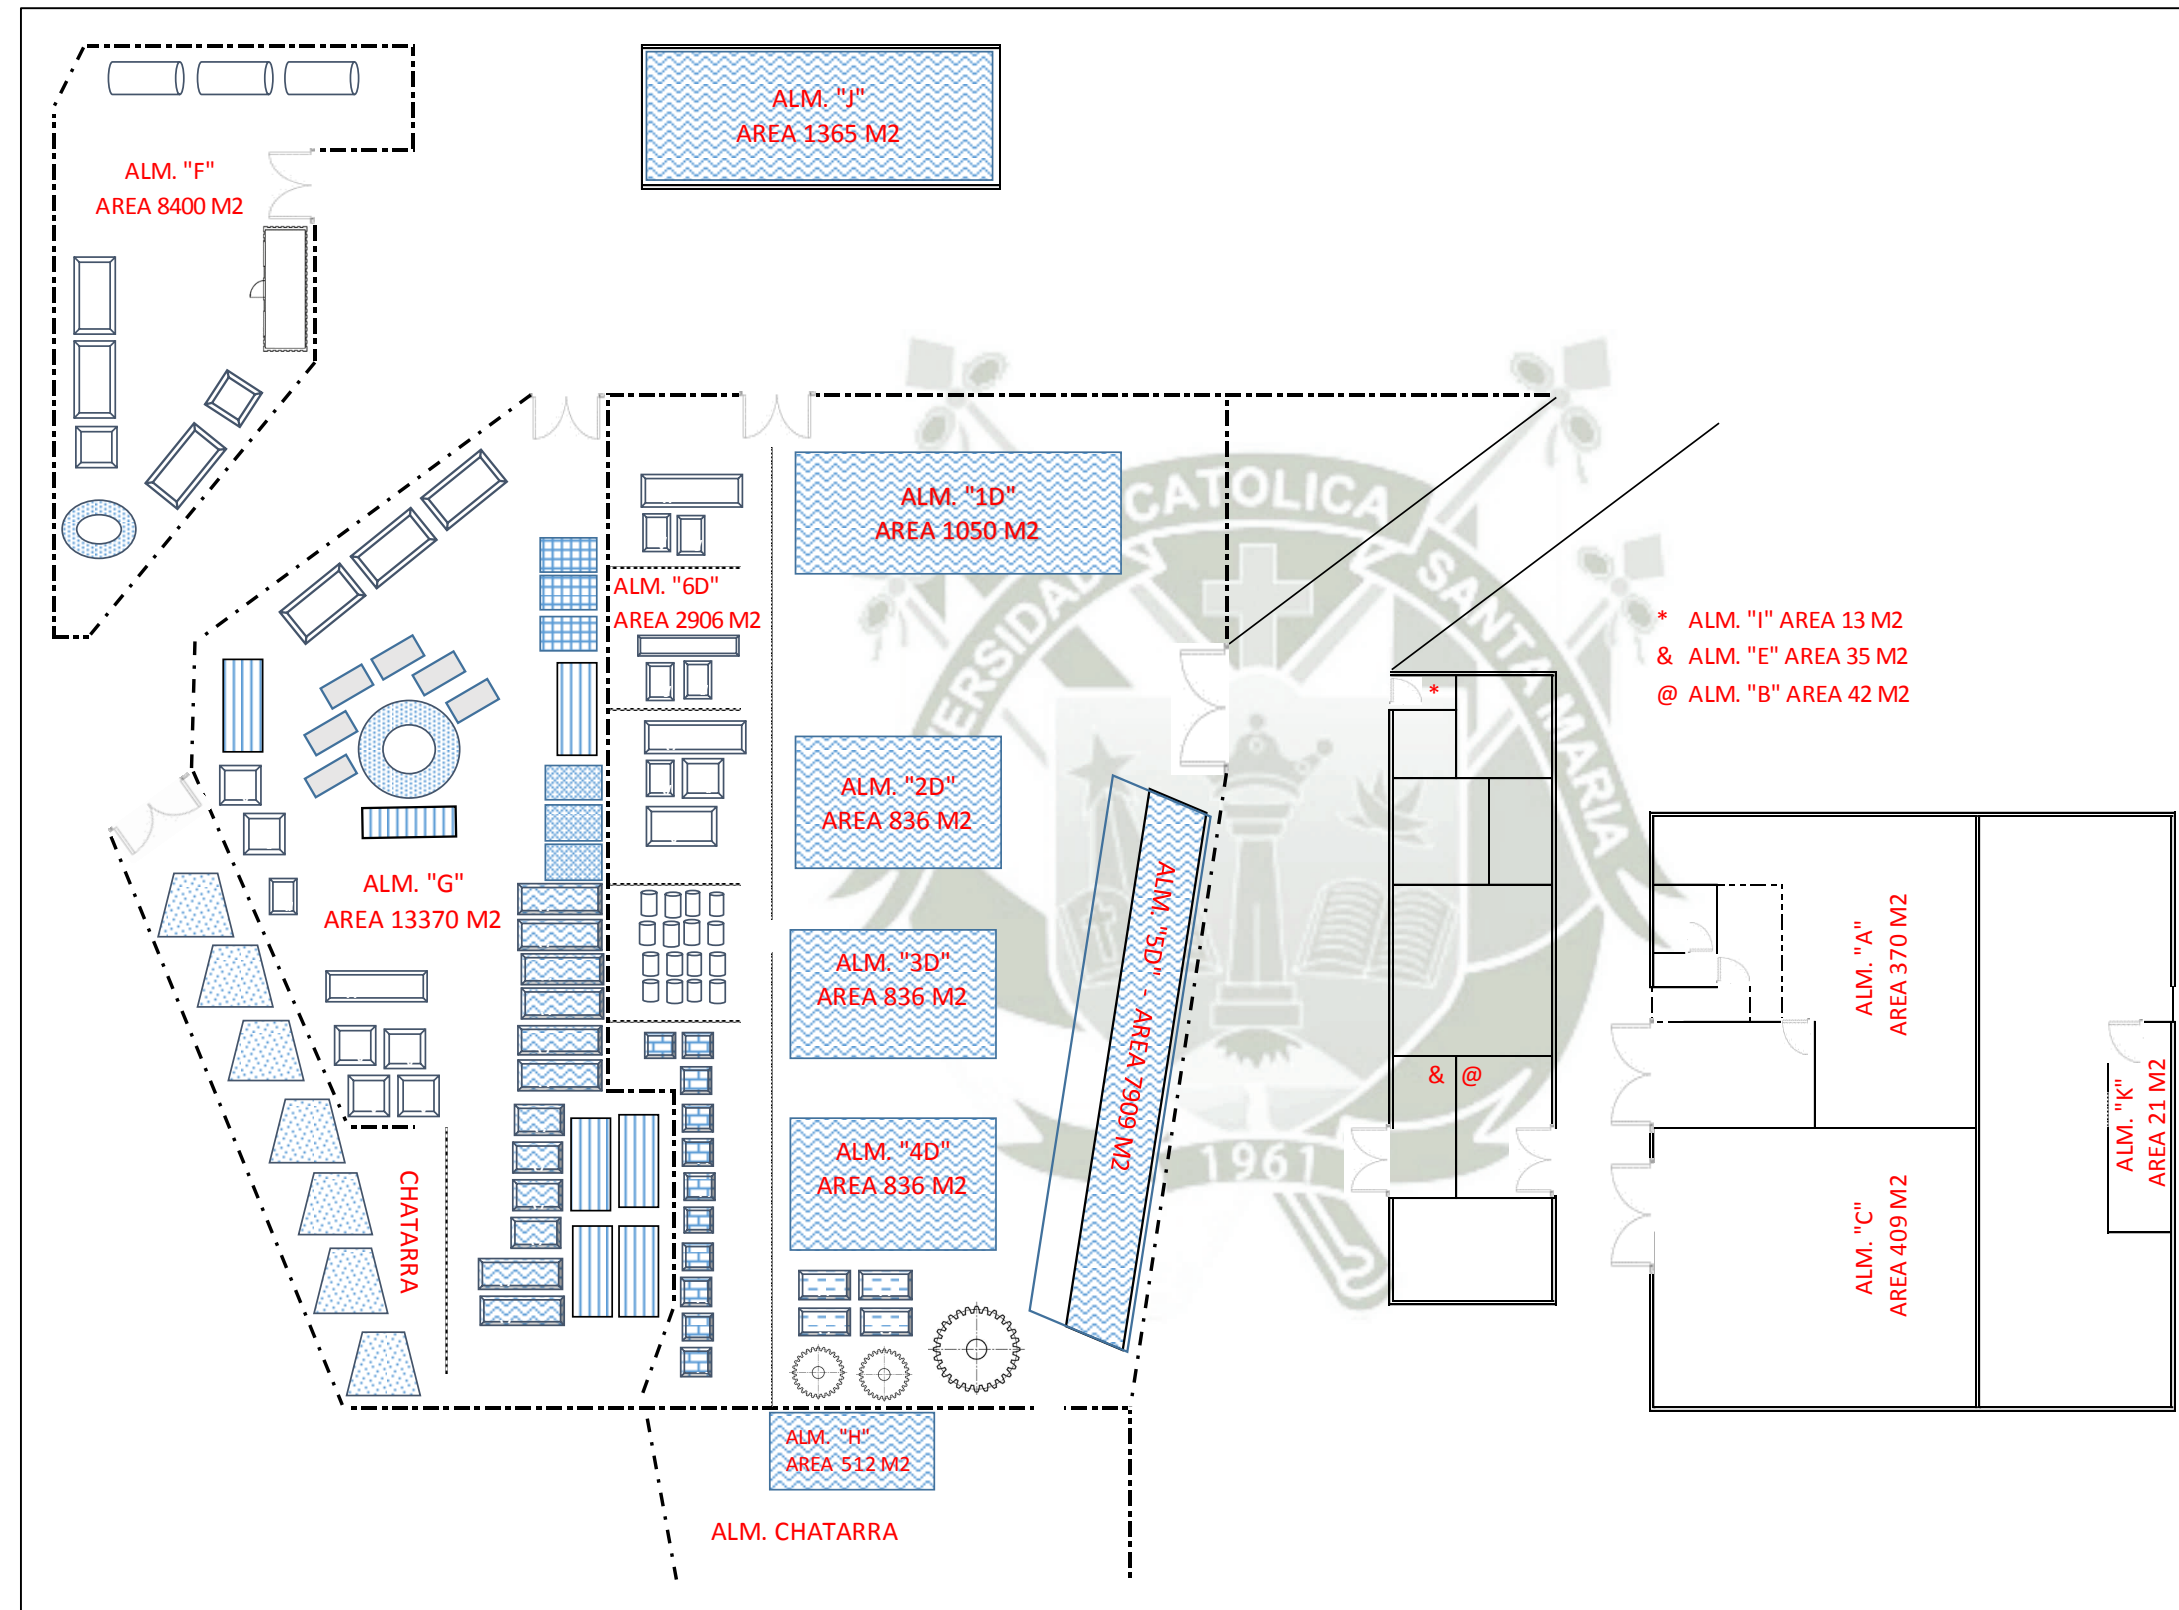 ALM. "J"
AREA 1365 M2
ALM. "F"
AREA 8400 M2
ALM. "1D"
AREA 1050 M2
ALM. "6D"
AREA 2906 M2
* ALM. "I" AREA 13 M2
& ALM. "E" AREA 35 M2
@ ALM. "B" AREA 42 M2
*
ALM. "2D"
AREA 836 M2
ALM. "G"
AREA 13370 M2
ALM. "3D"
AREA 836 M2
ALM. "5D" - AREA 7909 M2
ALM. "A"
AREA 370 M2
& @
ALM. "K"
AREA 21 M2
ALM. "4D"
AREA 836 M2
CHATARRA
ALM. "C"
AREA 409 M2
ALM. "H"
AREA 512 M2
ALM. CHATARRA
CATOLICA
SANTA MARIA
1961